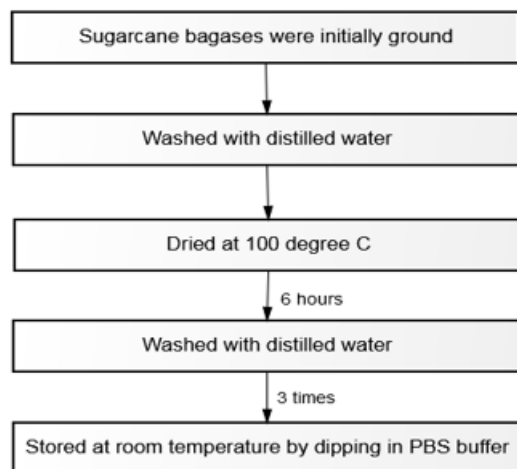 Sugarcane bagases were initially ground
Washed with distilled water
Dried at 100 degree C
6 hours
Washed with distilled water
3 times
Stored at room temperature by dipping in PBS buffer